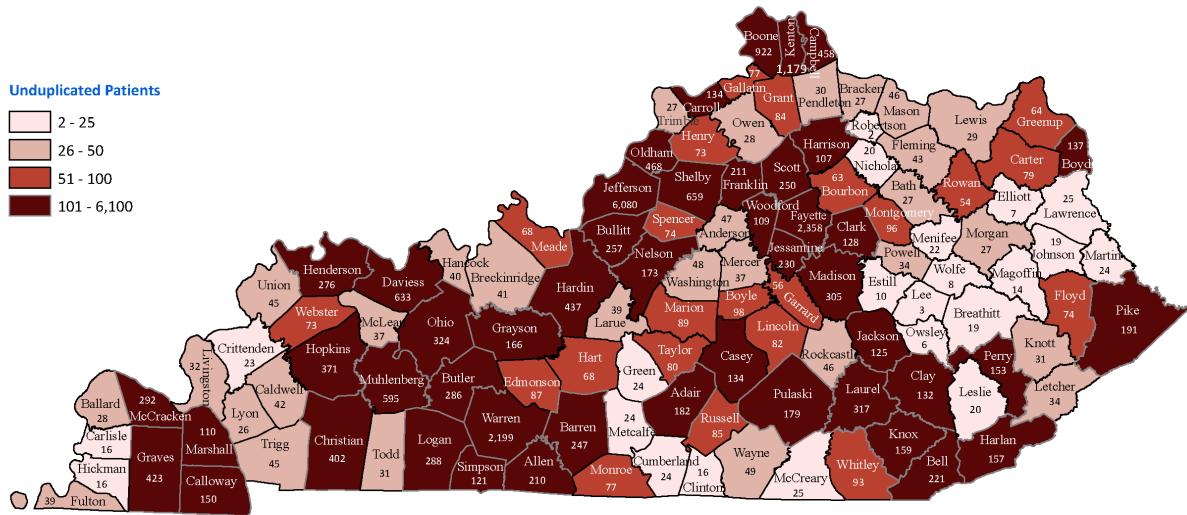 Unduplicated Patients
2 - 25
26 - 50
51 - 100
101 - 6,100
Boone
922
Kenton
1,179
Campbell
458
77
Gallatin
134
Carroll
27
Trimble
Grant
84
30
Pendleton
Bracken
27
46
Mason
Robertson
2
Lewis
29
64
Greenup
137
Boyd
Carter
79
Owen
28
Henry
73
Oldham
468
Harrison
107
20
Nichola
Fleming
43
Rowan
54
Elliott
7
25
Lawrence
Jefferson
6,080
Shelby
659
211
Franklin
Scott
250
63
Bourbon
Bath
27
Montgomery
96
Menifee
22
Morgan
27
19
Johnson
Martin
24
Bullitt
257
Spencer
74
47
Anderson
Woodford
109
Fayette
2,358
Clark
128
Powell
34
Wolfe
8
Magoffin
14
Floyd
74
Pike
191
68
Meade
Nelson
173
48
Washington
Mercer
37
Jessamine
230
Madison
305
Estill
10
Lee
3
Breathitt
19
Knott
31
Hancock
40
Breckinridge
41
Hardin
437
39
Larue
Marion
89
Boyle
98
56
Garrard
Lincoln
82
Rockcastl
46
Jackson
125
Owsley
6
Perry
153
Letcher
34
Henderson
276
Daviess
633
Union
45
Webster
73
McLean
37
Ohio
324
Grayson
166
Hart
68
Green
24
Taylor
80
Casey
134
Pulaski
179
Laurel
317
Clay
132
Leslie
20
Harlan
157
Crittenden
23
Hopkins
371
Muhlenberg
595
Butler
286
Edmonson
87
Adair
182
Russell
85
Knox
159
Bell
221
32
Livingston
Caldwell
42
Lyon
26
Warren
2,199
Barren
247
24
Metcalfe
Wayne
49
McCreary
25
Whitley
93
Ballard
28
292
McCracken
110
Marshall
Trigg
45
Christian
402
Todd
31
Logan
288
Simpson
121
Allen
210
Monroe
77
Cumberland
24
16
Clinton
Carlisle
16
Graves
423
Calloway
150
Hickman
16
39
Fulton